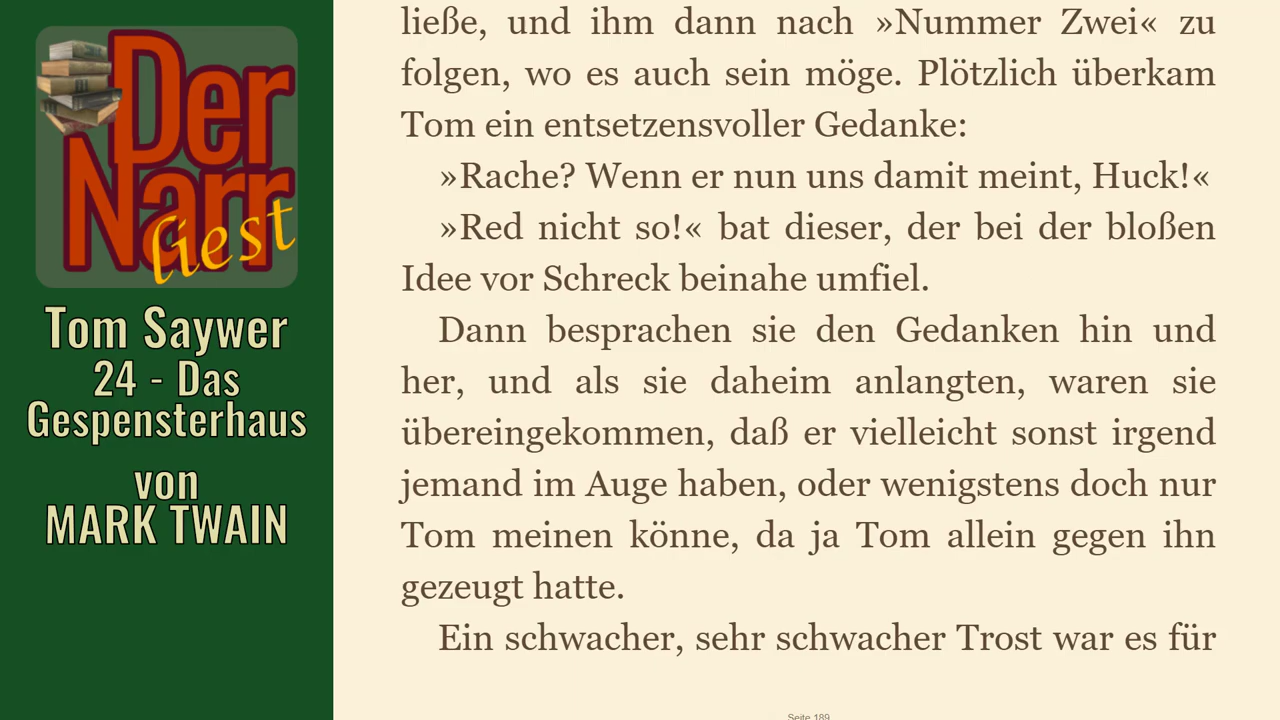 Der
Narr
liest
Tom Saywer
24 - Das
Gespensterhaus
von
MARK TWAIN
ließe, und ihm dann nach »Nummer Zwei« zu
folgen, wo es auch sein möge. Plötzlich überkam
Tom ein entsetzensvoller Gedanke:
»Rache? Wenn er nun uns damit meint, Huck!«
»Red nicht so!« bat dieser, der bei der bloßen
Idee vor Schreck beinahe umfiel.
Dann besprachen sie den Gedanken hin und
her, und als sie daheim anlangten, waren sie
übereingekommen, daß er vielleicht sonst irgend
jemand im Auge haben, oder wenigstens doch nur
Tom meinen könne, da ja Tom allein gegen ihn
gezeugt hatte.
Ein schwacher, sehr schwacher Trost war es für
Seite 189